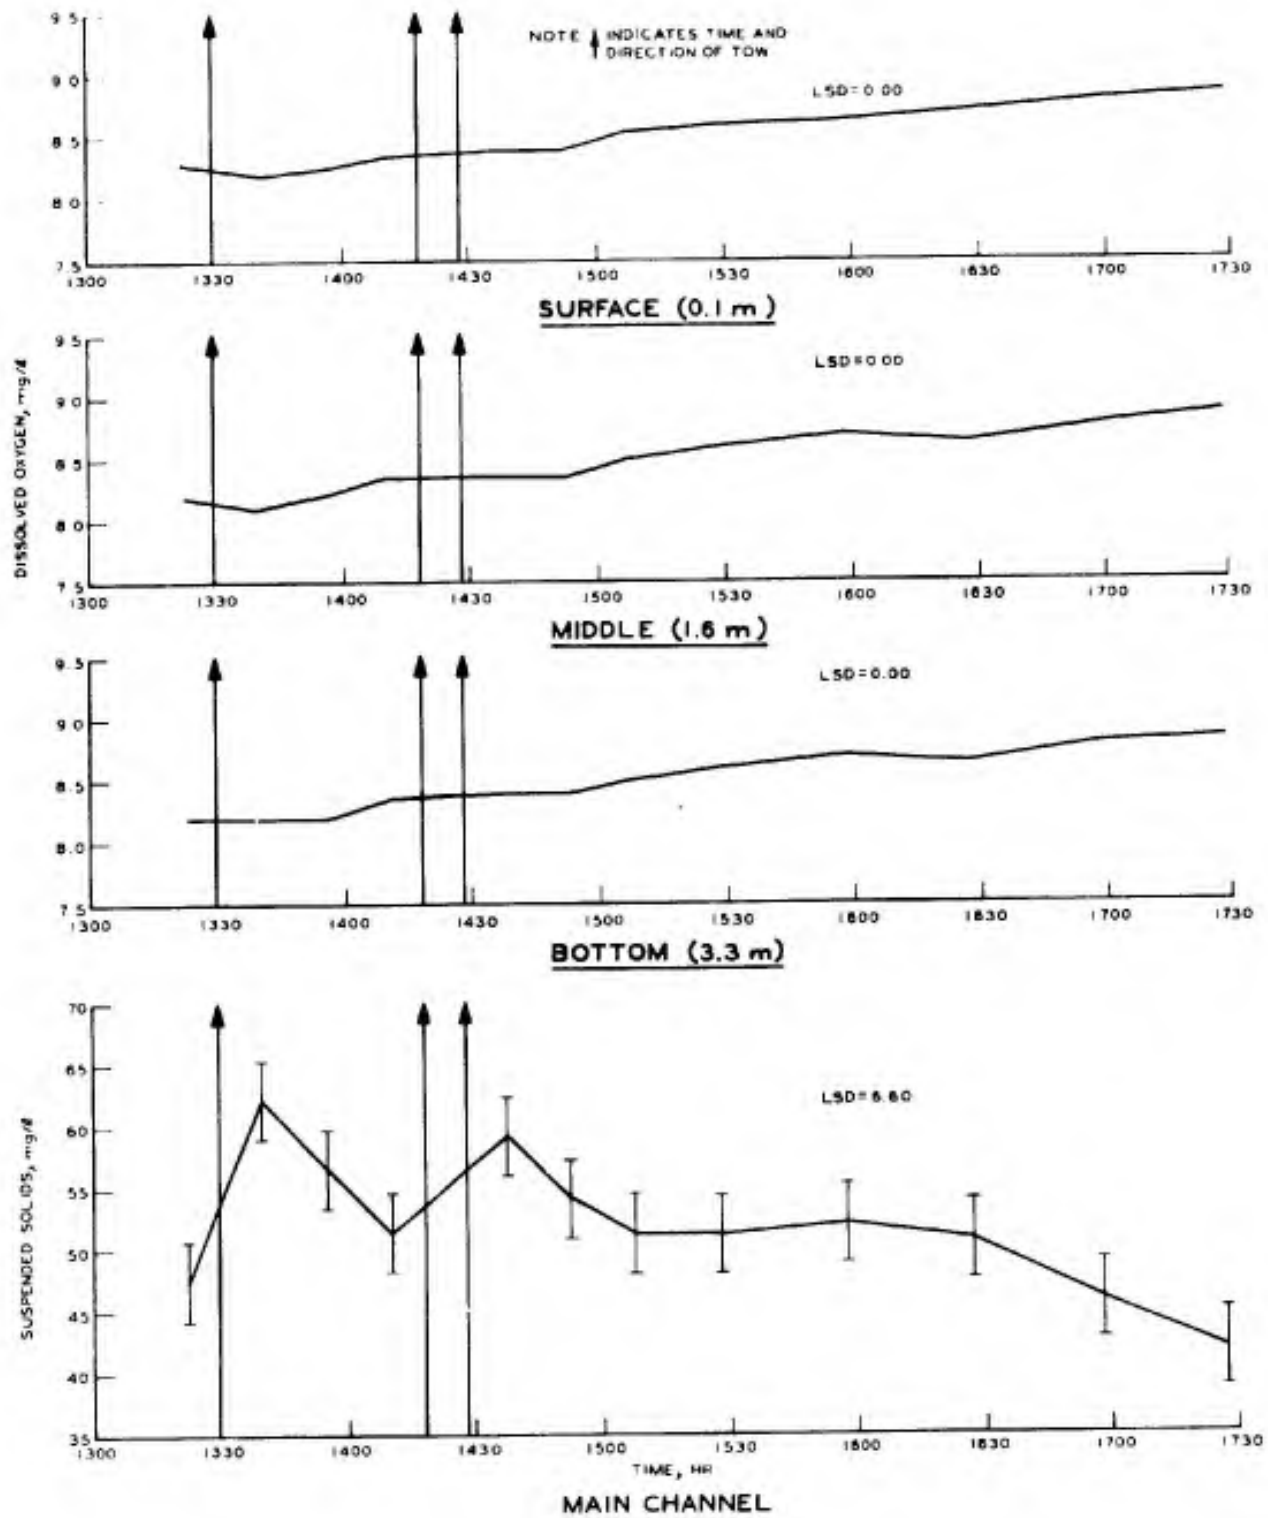 9.5
NOTE INDICATES TIME AND
DIRECTION OF TOW
9.0
LSD=0.00
8.5
8.0
7.5
1300 1330 1400 1430 1500 1530 1600 1630 1700 1730
SURFACE (0.1 m)
9.5
LSD=0.00
9.0
8.5
8.0
7.5
1300 1330 1400 1430 1500 1530 1600 1630 1700 1730
MIDDLE (1.6 m)
DISSOLVED OXYGEN, mg/ℓ
9.5
LSD=0.00
9.0
8.5
8.0
7.5
1300 1330 1400 1430 1500 1530 1600 1630 1700 1730
BOTTOM (3.3 m)
70
65
LSD=6.60
60
55
50
45
40
35
SUSPENDED SOLIDS, mg/ℓ
1300 1330 1400 1430 1500 1530 1600 1630 1700 1730
TIME, HR
MAIN CHANNEL